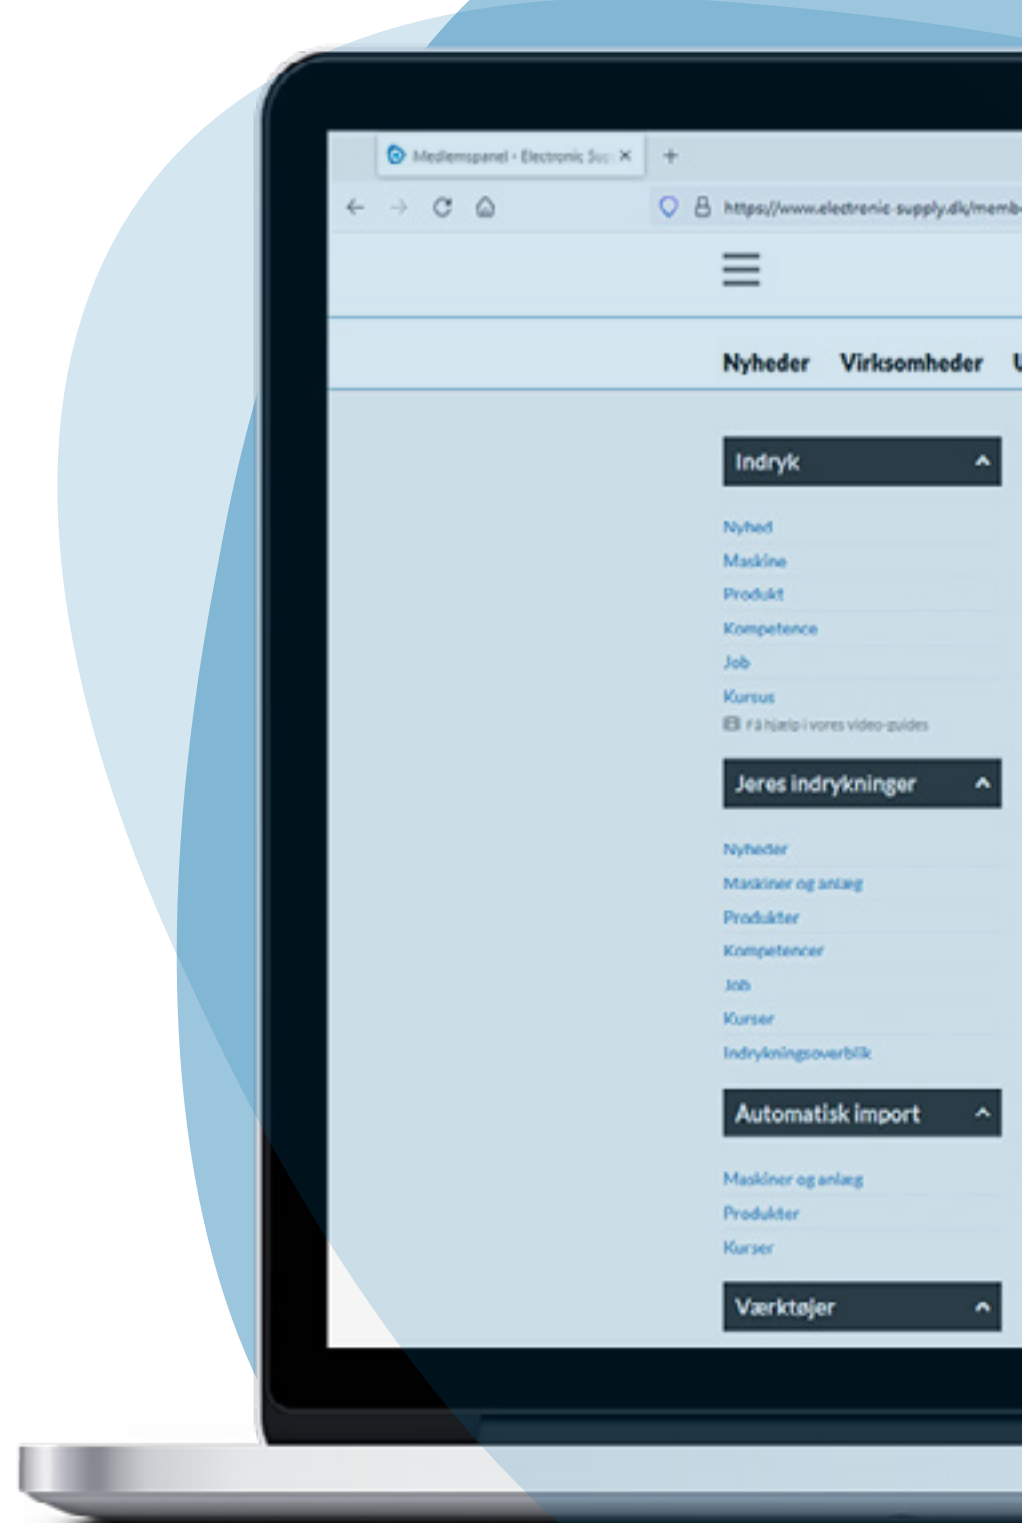 Medlemspanel - Electronic Sup
https://www.electronic-supply.dk/memb
Nyheder Virksomheder
Indryk
Nyhed
Maskine
Produkt
Kompetence
Job
Kursus
Få hjælp i vores video-guides
Jeres indrykninger
Nyheder
Maskiner og anlæg
Produkter
Kompetencer
Job
Kurser
Indrykningsoverblik
Automatisk import
Maskiner og anlæg
Produkter
Kurser
Værktøjer